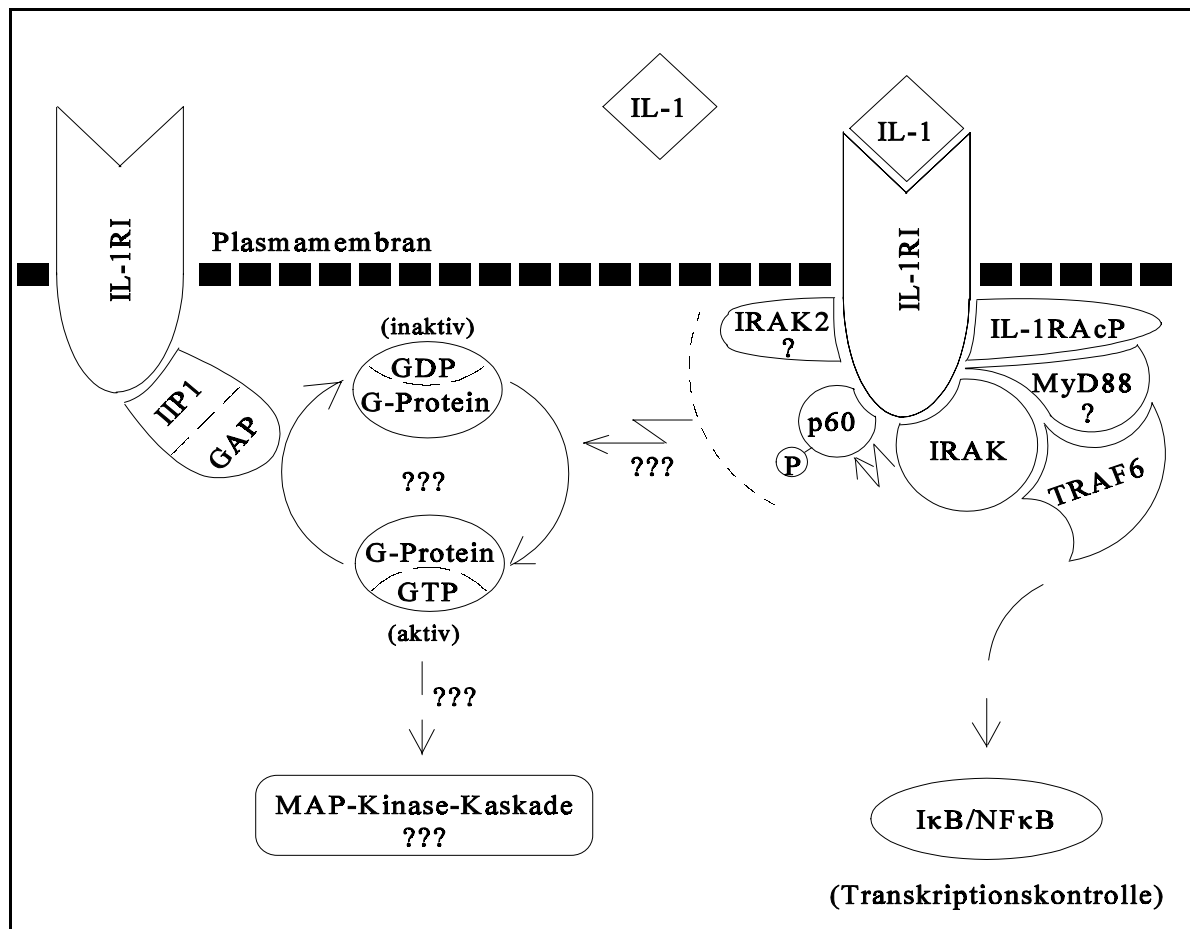 IL-1
IL-1
IL-1RI
IL-1RI
Plasmamembran
(inaktiv)
GDP
G-Protein
IIP1
GAP
???
G-Protein
GTP
(aktiv)
???
MAP-Kinase-Kaskade
???
???
IRAK2
?
IL-1RAcP
MyD88
?
p60
P
IRAK
TRAF6
IκB/NFκB
(Transkriptionskontrolle)